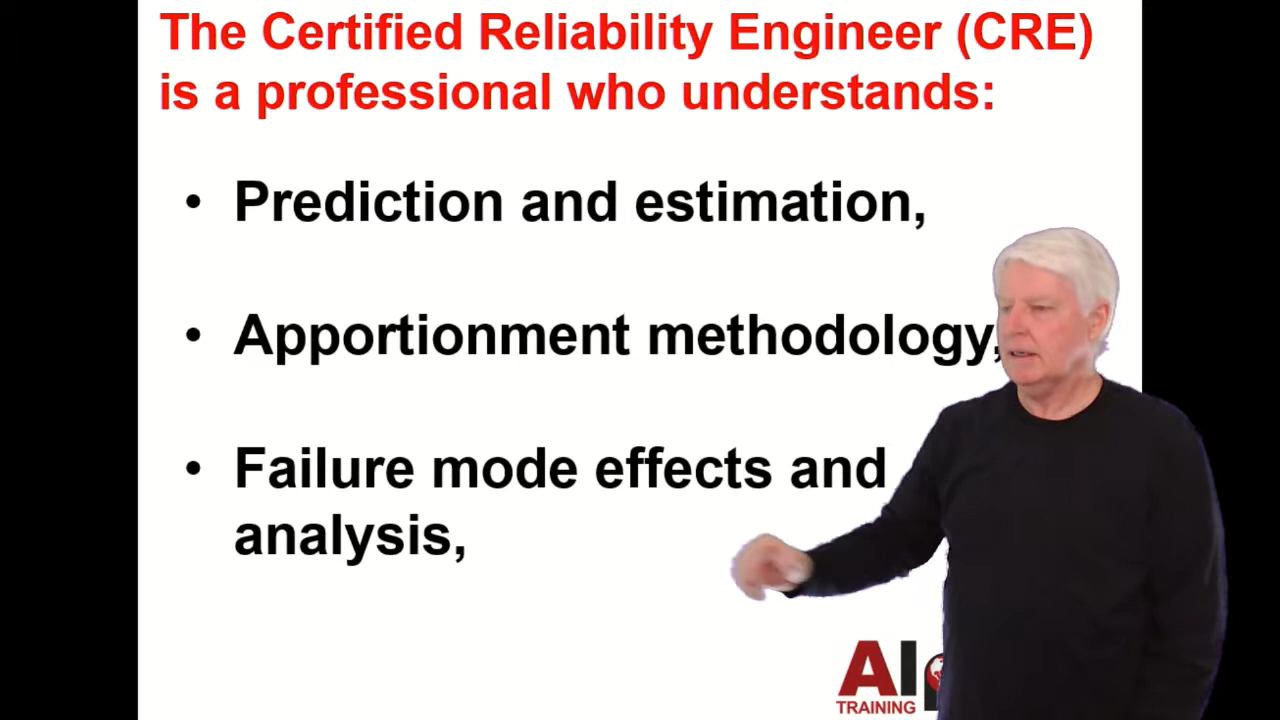 The Certified Reliability Engineer (CRE)
is a professional who understands:
• Prediction and estimation,
• Apportionment methodology,
• Failure mode effects and
analysis,
AI
TRAINING